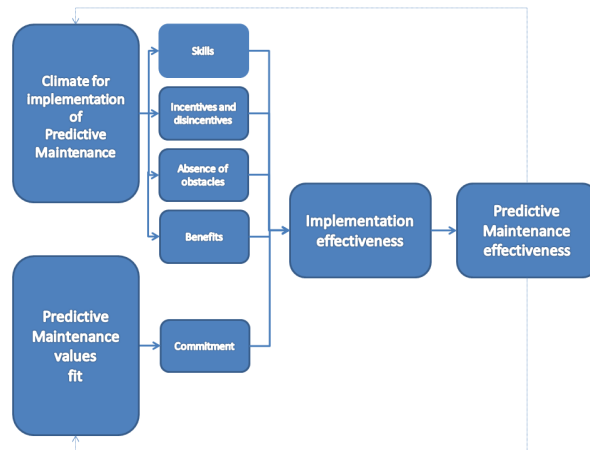 Climate for
implementation
of
Predictive
Maintenance
Skills
Incentives and
disincentives
Absence of
obstacles
Benefits
Predictive
Maintenance
values
fit
Commitment
Implementation
effectiveness
Predictive
Maintenance
effectiveness